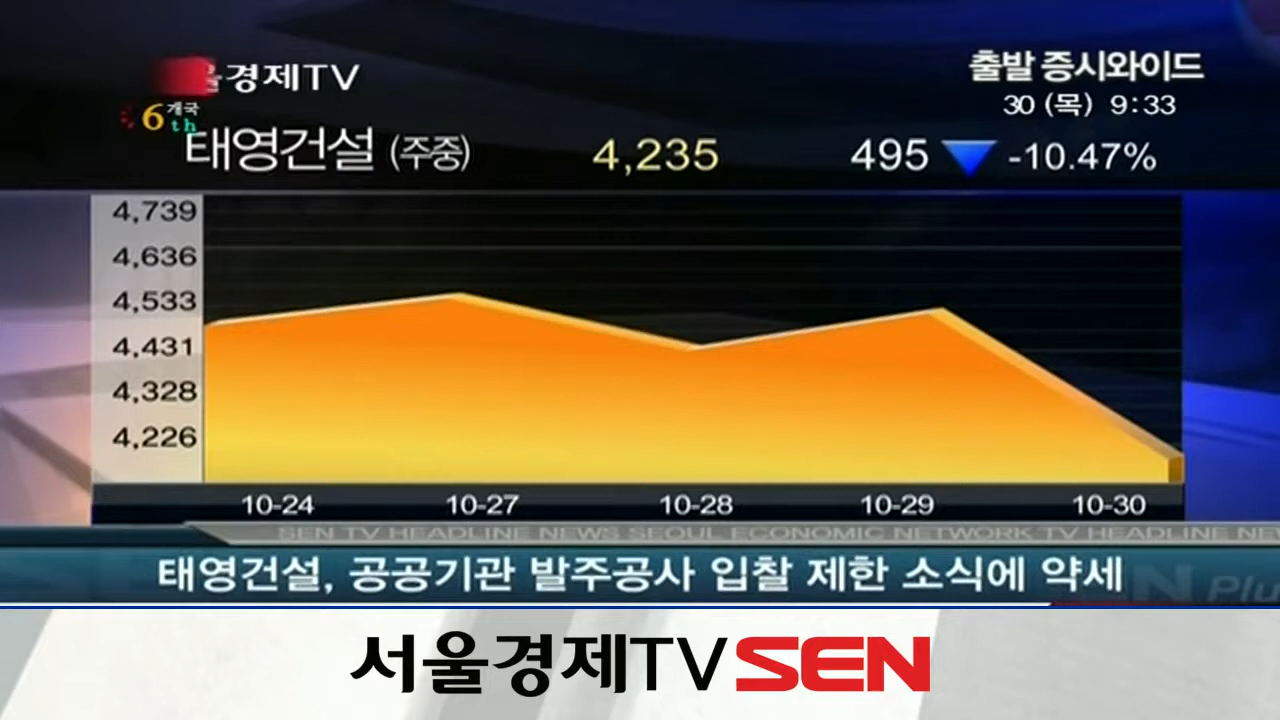 울경제TV
출발 증시와이드
30 (목) 9:33
6th 개국
태영건설 (주중) 4,235 495 ▼ -10.47%
4,739
4,636
4,533
4,431
4,328
4,226
10-24 10-27 10-28 10-29 10-30
SEN TV HEADLINE NEWS SEOUL ECONOMIC NETWORK TV HEADLINE NE
태영건설, 공공기관 발주공사 입찰 제한 소식에 약세
서울경제TV SEN